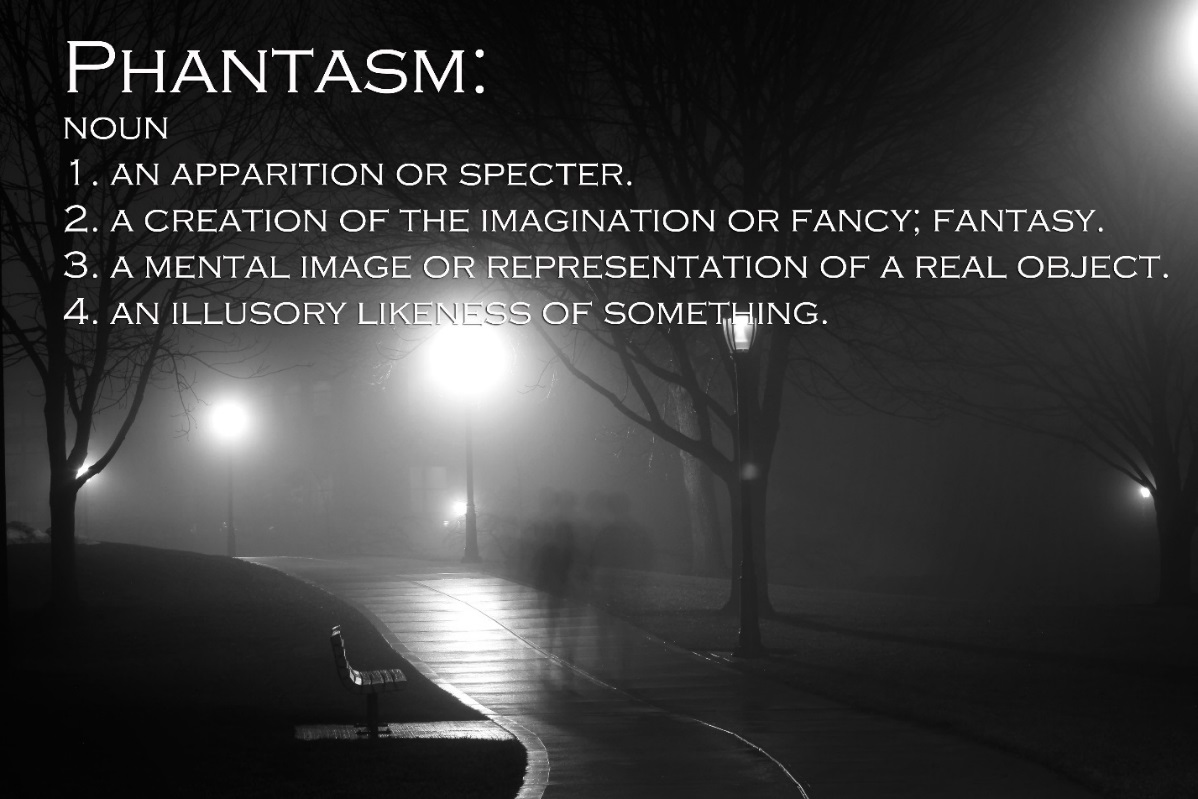 PHANTASM:
NOUN
1. AN APPARITION OR SPECTER.
2. A CREATION OF THE IMAGINATION OR FANCY; FANTASY.
3. A MENTAL IMAGE OR REPRESENTATION OF A REAL OBJECT.
4. AN ILLUSORY LIKENESS OF SOMETHING.